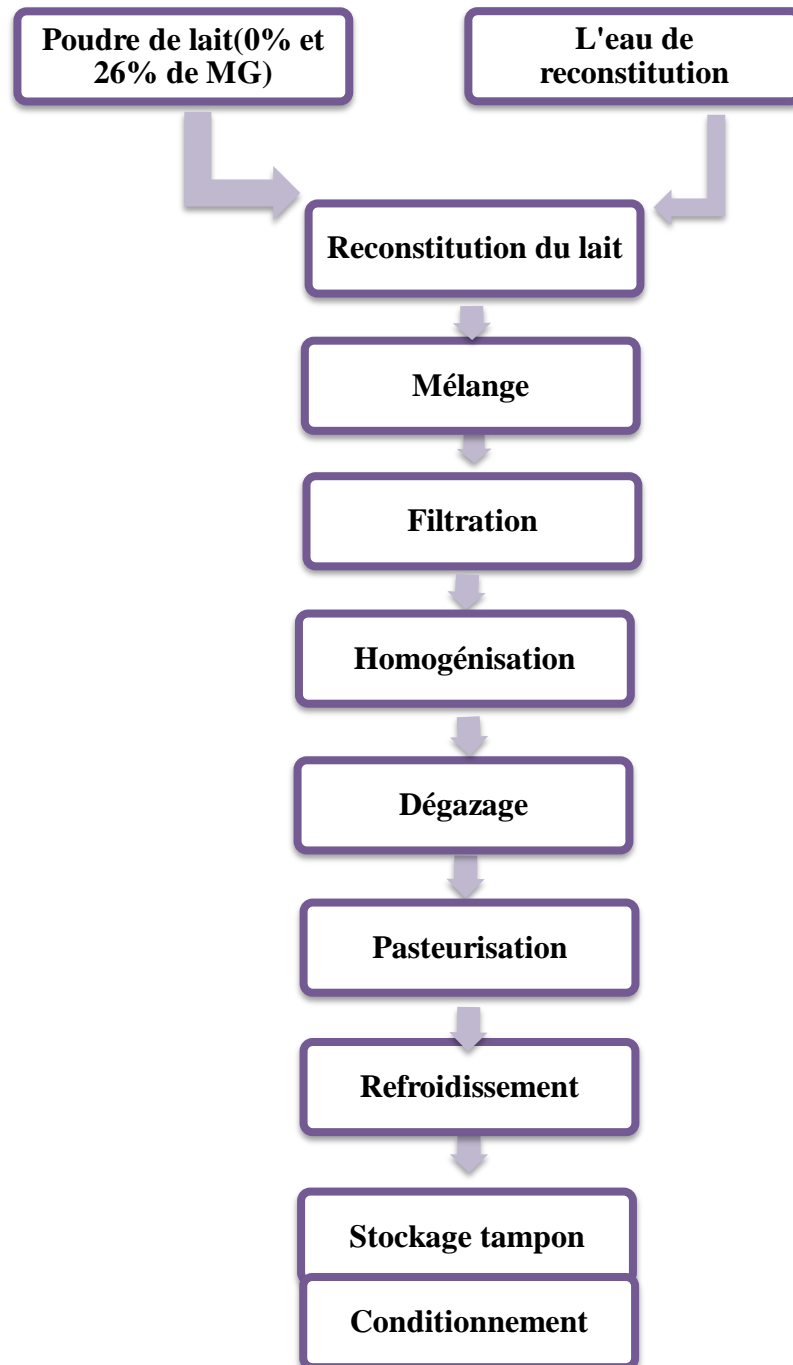 Poudre de lait(0% et
26% de MG)
L'eau de
reconstitution
Reconstitution du lait
Mélange
Filtration
Homogénisation
Dégazage
Pasteurisation
Refroidissement
Stockage tampon
Conditionnement